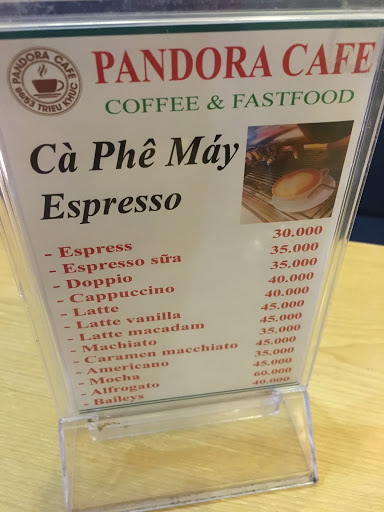 PANDORA CAFE
86/53 TRIEU KHUC
PANDORA CAFE
COFFEE & FASTFOOD
Cà Phê Máy
Espresso
- Espress 30.000
- Espresso sữa 35.000
- Doppio 35.000
- Cappuccino 40.000
- Latte 40.000
- Latte vanilla 45.000
- Latte macadam 45.000
- Machiato 35.000
- Caramen macchiato 45.000
- Americano 35.000
- Mocha 45.000
- Alfrogato 60.000
- Baileys 40.000